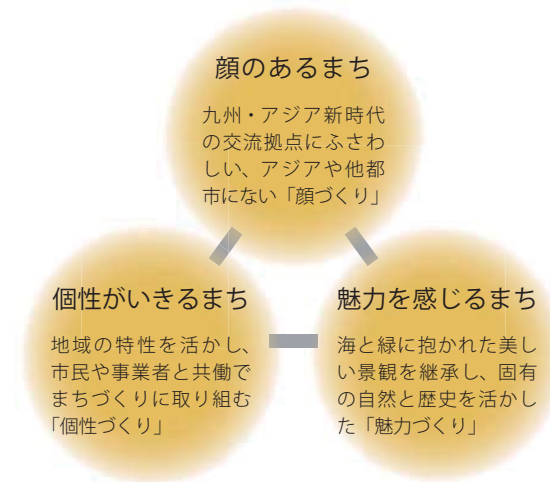 顔のあるまち
九州・アジア新時代
の交流拠点にふさわ
しい、アジアや他都
市にない「顔づくり」
個性がいきるまち
地域の特性を活かし、
市民や事業者と共働で
まちづくりに取り組む
「個性づくり」
魅力を感じるまち
海と緑に抱かれた美し
い景観を継承し、固有
の自然と歴史を活かし
た「魅力づくり」